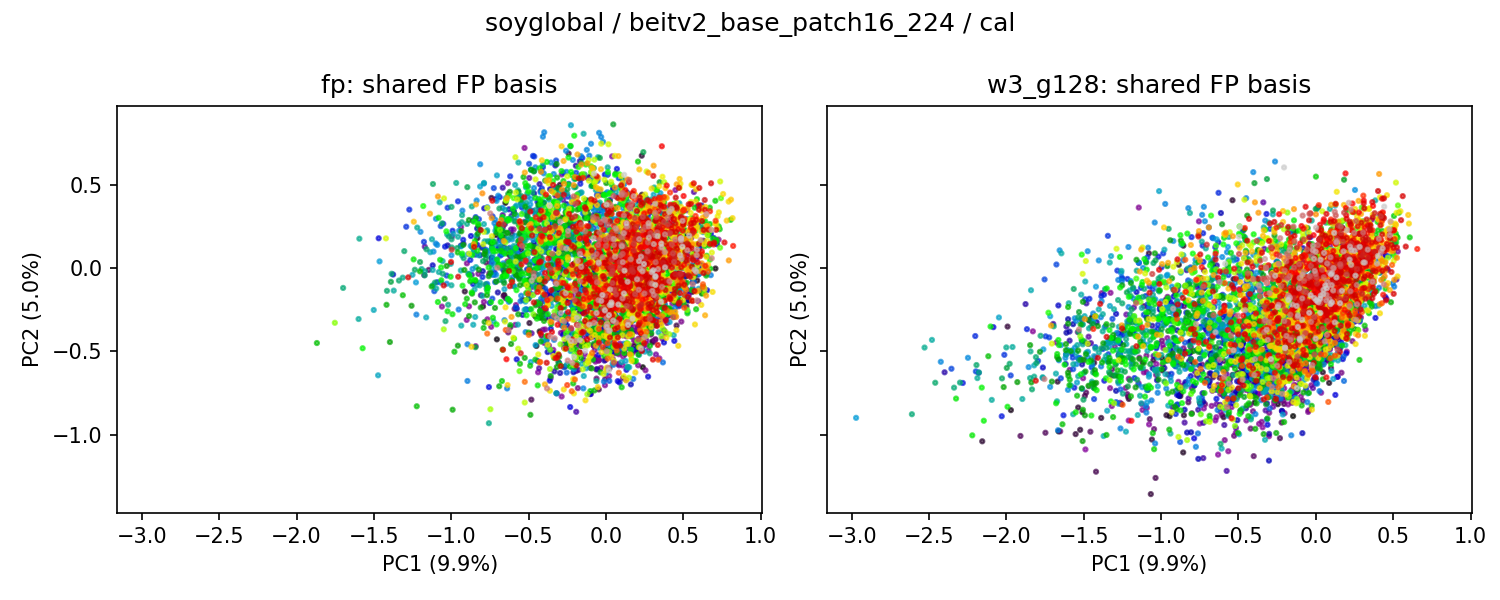 soyglobal / beitv2_base_patch16_224 / cal
fp: shared FP basis
w3_g128: shared FP basis
PC2 (5.0%)
0.5
0.0
−0.5
−1.0
−3.0 −2.5 −2.0 −1.5 −1.0 −0.5 0.0 0.5 1.0
PC1 (9.9%)
PC2 (5.0%)
−3.0 −2.5 −2.0 −1.5 −1.0 −0.5 0.0 0.5 1.0
PC1 (9.9%)